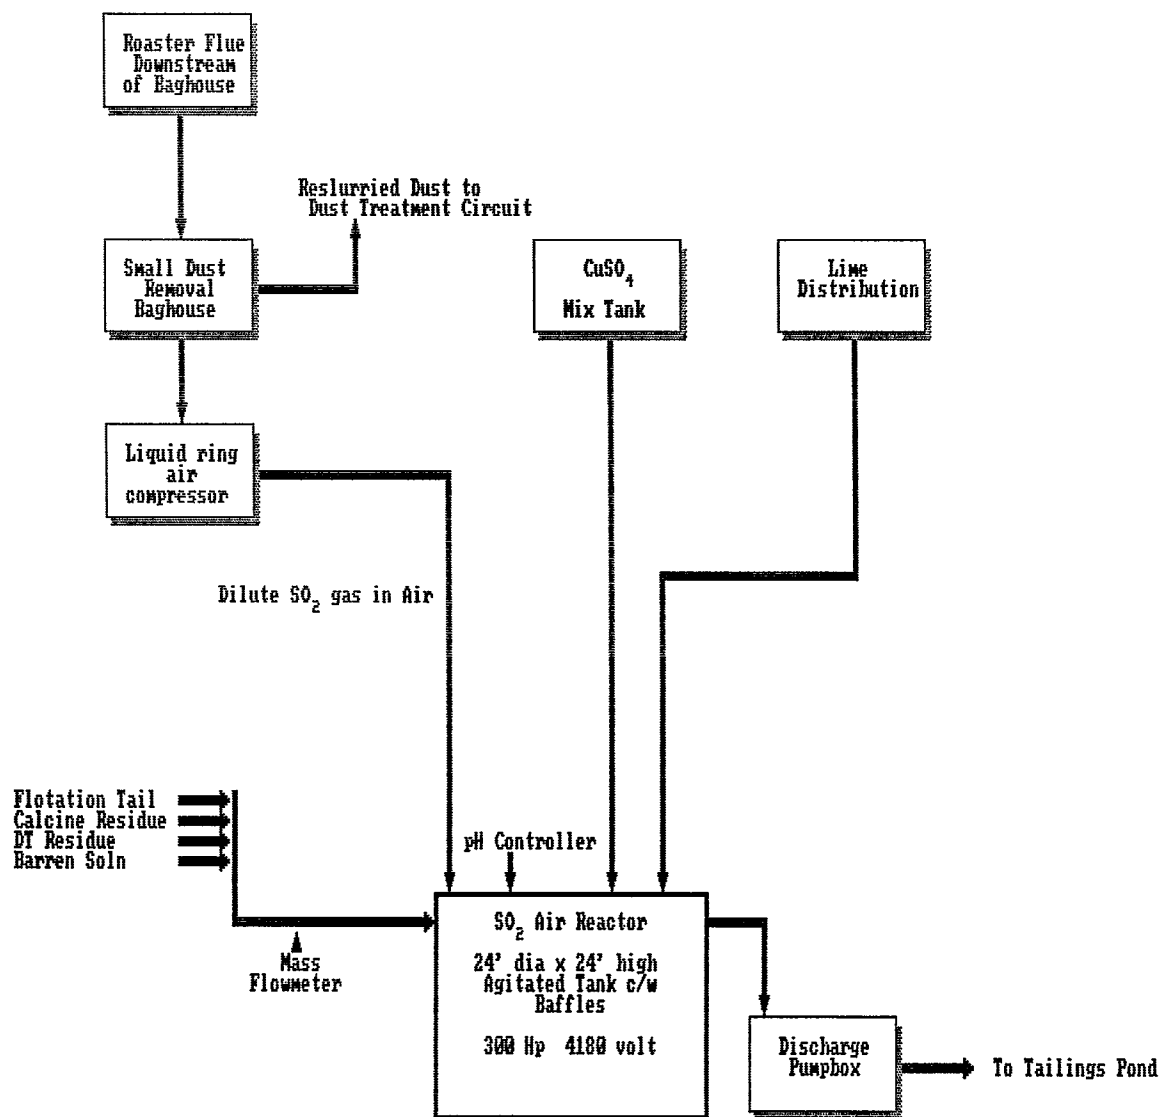 Roaster Flue
Downstream
of Baghouse
Reslurried Dust to
Dust Treatment Circuit
Small Dust
Removal
Baghouse
CuSO4
Mix Tank
Lime
Distribution
Liquid ring
air
compressor
Dilute SO2 gas in Air
Flotation Tail
Calcine Residue
DT Residue
Barren Soln
pH Controller
Mass
Flowmeter
SO2 Air Reactor
24' dia x 24' high
Agitated Tank c/w
Baffles
300 Hp 4180 volt
Discharge
Pumpbox
To Tailings Pond